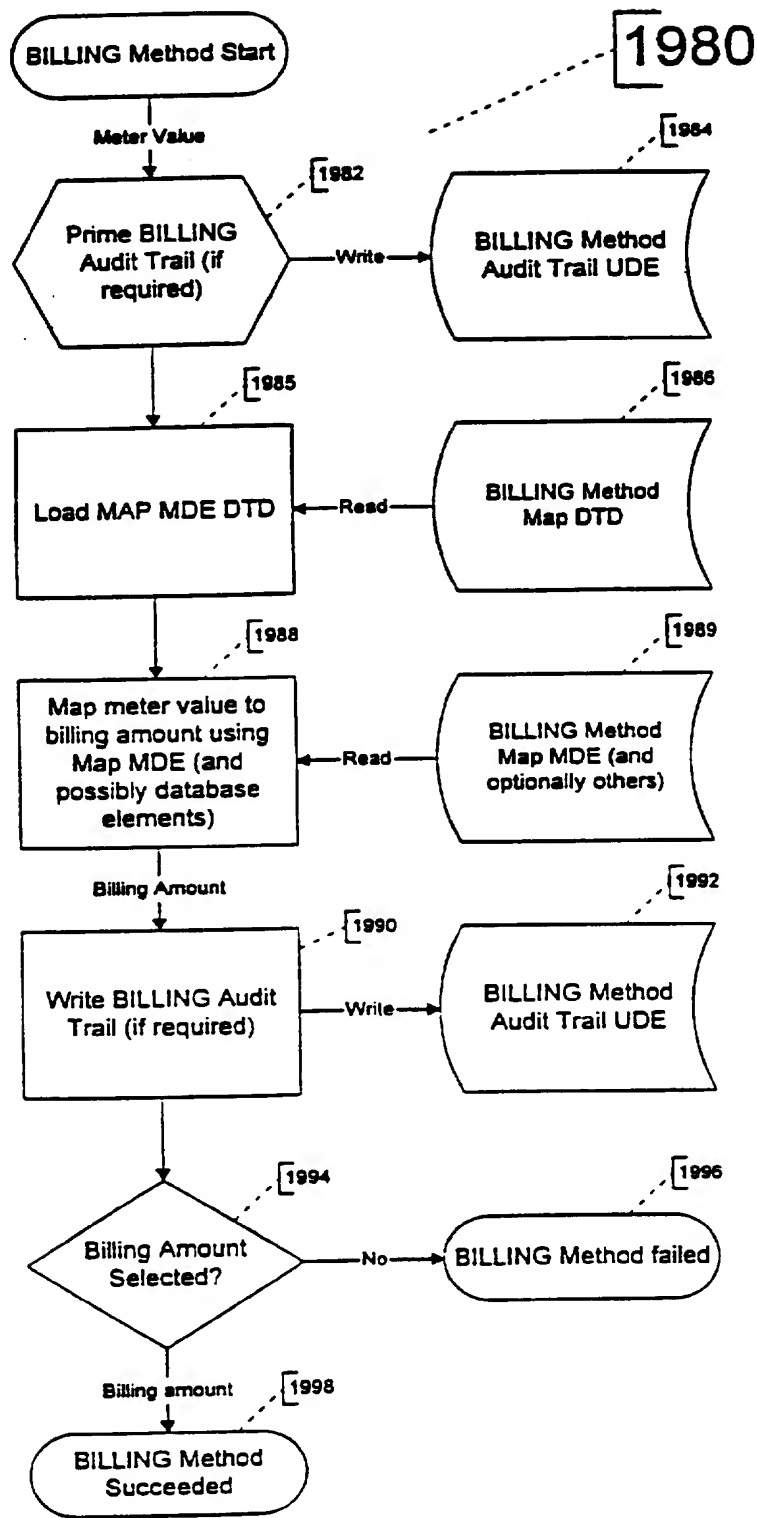 1980
BILLING Method Start
Meter Value
1982
1984
Prime BILLING
Audit Trail (if
required)
Write
BILLING Method
Audit Trail UDE
1985
1986
Load MAP MDE DTD
Read
BILLING Method
Map DTD
1988
1989
Map meter value to
billing amount using
Map MDE (and
possibly database
elements)
Read
BILLING Method
Map MDE (and
optionally others)
Billing Amount
1990
1992
Write BILLING Audit
Trail (if required)
Write
BILLING Method
Audit Trail UDE
1994
1996
Billing Amount
Selected?
No
BILLING Method failed
Billing amount
1998
BILLING Method
Succeeded